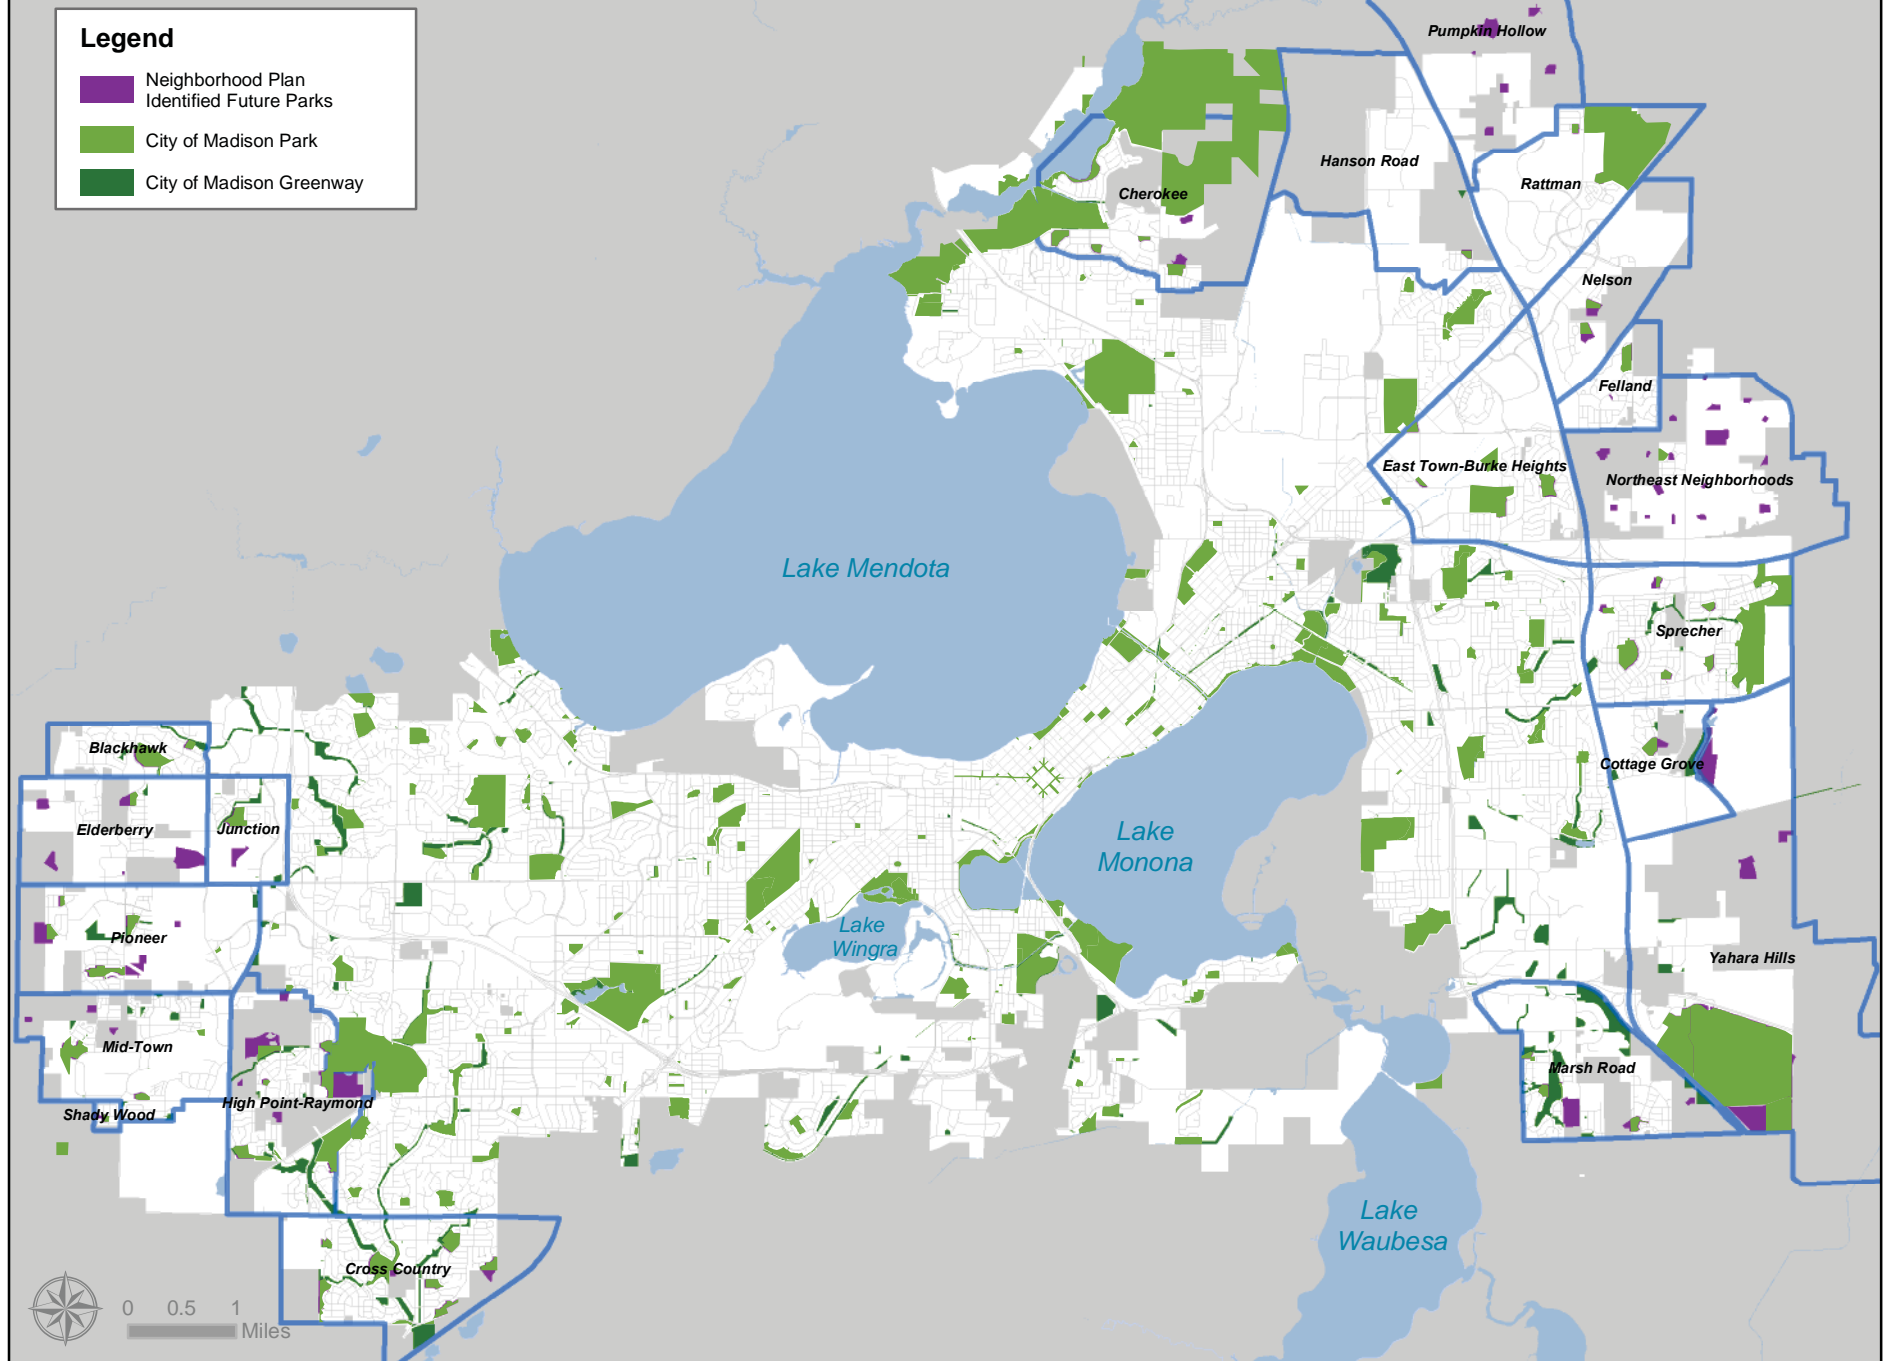 Legend
Neighborhood Plan
Identified Future Parks
City of Madison Park
City of Madison Greenway
Pumpkin Hollow
Hanson Road
Rattman
Cherokee
Nelson
Felland
East Town-Burke Heights
Northeast Neighborhoods
Lake Mendota
Sprecher
Blackhawk
Cottage Grove
Elderberry
Junction
Lake
Monona
Lake
Wingra
Pioneer
Yahara Hills
Mid-Town
Marsh Road
High Point-Raymond
Shady Wood
Lake
Waubesa
Cross Country
0 0.5 1
Miles